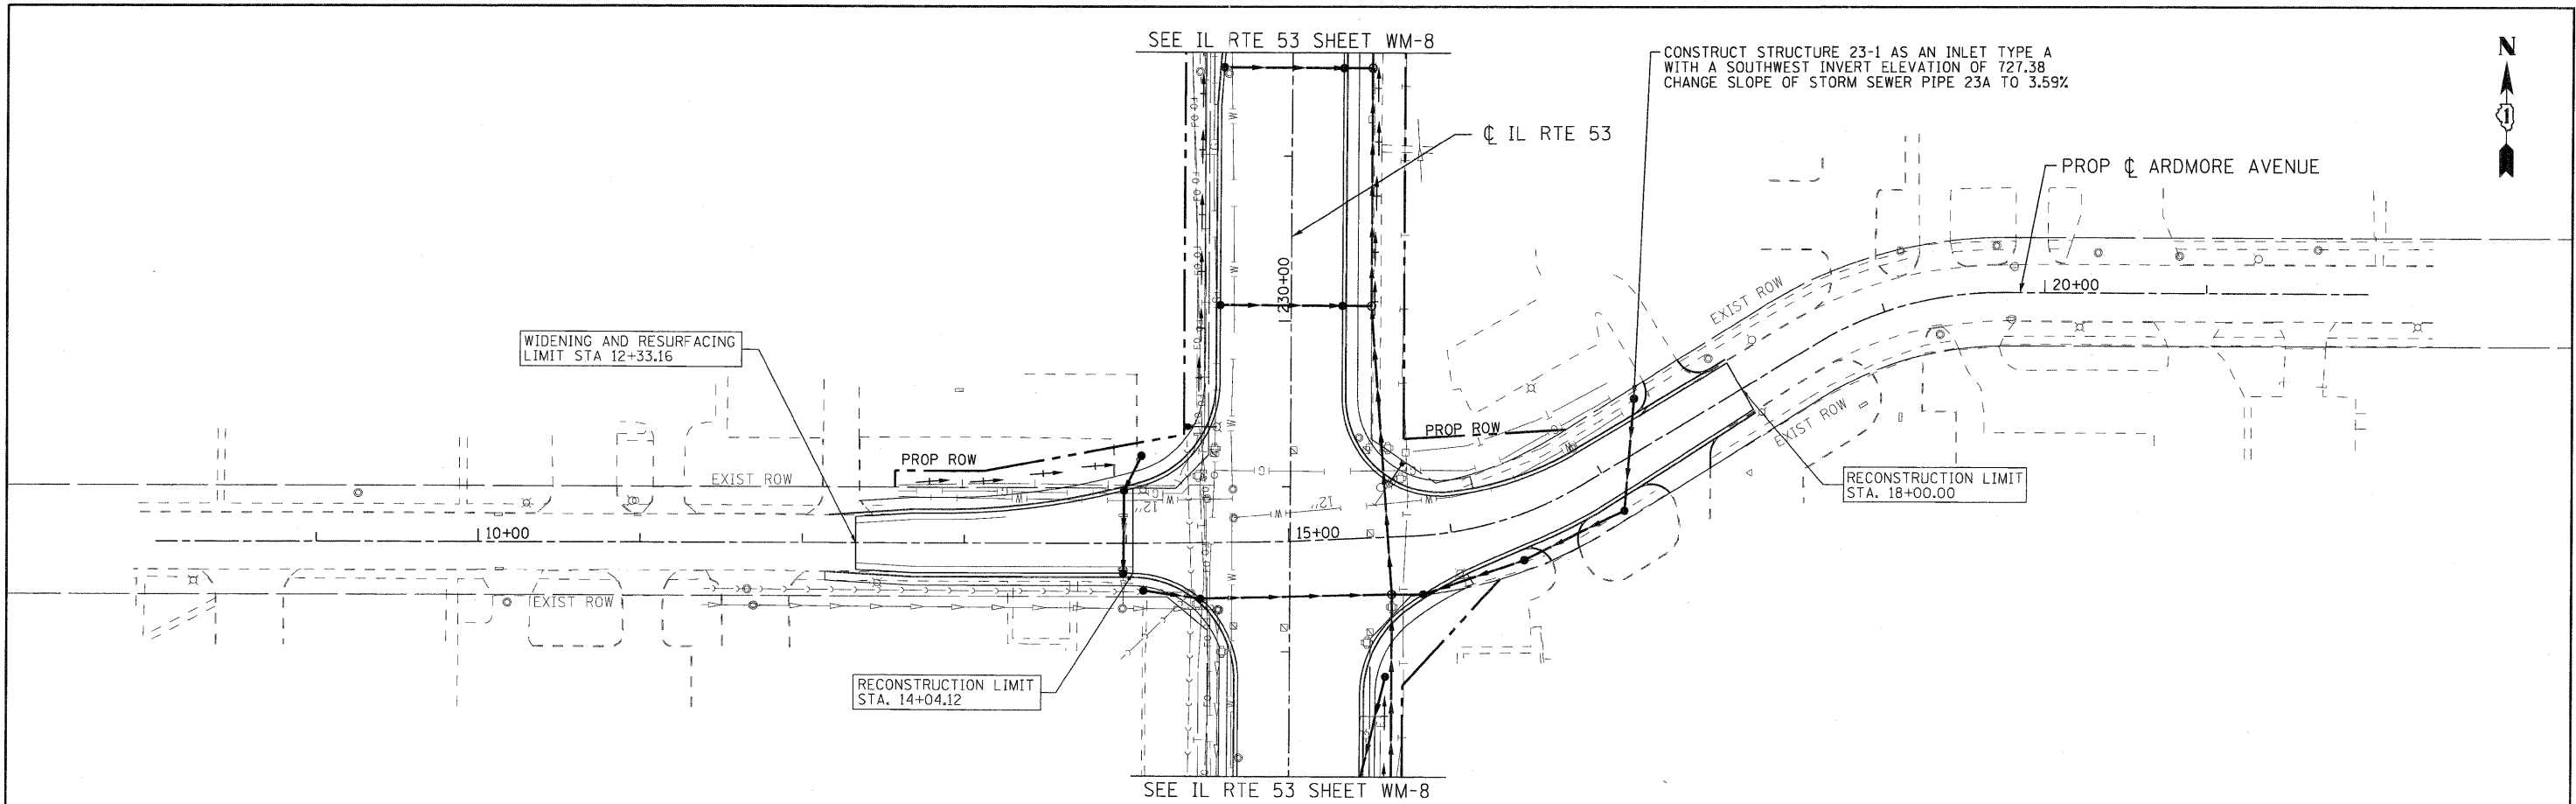 SEE IL RTE 53 SHEET WM-8
CONSTRUCT STRUCTURE 23-1 AS AN INLET TYPE A
WITH A SOUTHWEST INVERT ELEVATION OF 727.38
CHANGE SLOPE OF STORM SEWER PIPE 23A TO 3.59%
N
1
℄ IL RTE 53
PROP ℄ ARDMORE AVENUE
230+00
20+00
EXIST ROW
WIDENING AND RESURFACING
LIMIT STA 12+33.16
PROP ROW
EXIST ROW
PROP ROW
EXIST ROW
RECONSTRUCTION LIMIT
STA. 18+00.00
12"
12"
10+00
15+00
EXIST ROW
RECONSTRUCTION LIMIT
STA. 14+04.12
SEE IL RTE 53 SHEET WM-8